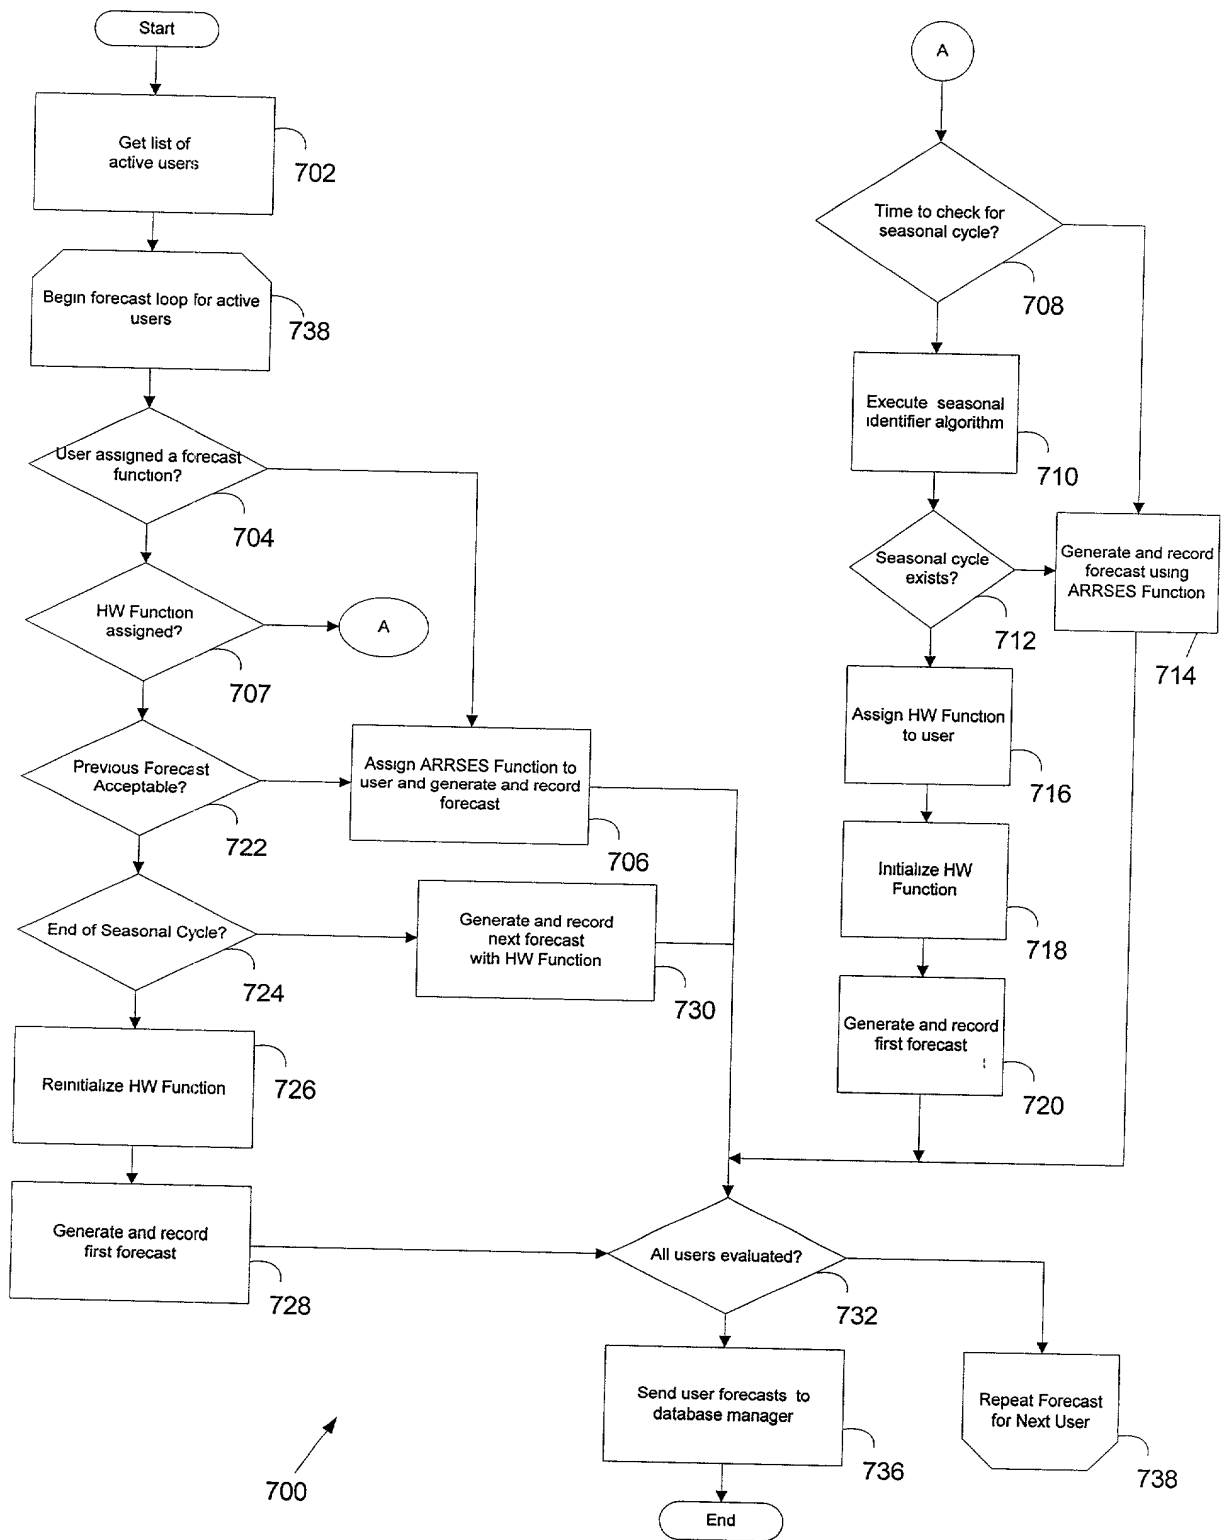 Start
Get list of
active users
702
Begin forecast loop for active
users
738
User assigned a forecast
function?
704
HW Function
assigned?
707
A
Previous Forecast
Acceptable?
722
Assign ARRSES Function to
user and generate and record
forecast
706
End of Seasonal Cycle?
724
Generate and record
next forecast
with HW Function
730
Reinitialize HW Function
726
Generate and record
first forecast
728
A
Time to check for
seasonal cycle?
708
Execute seasonal
identifier algorithm
710
Seasonal cycle
exists?
712
Generate and record
forecast using
ARRSES Function
714
Assign HW Function
to user
716
Initialize HW
Function
718
Generate and record
first forecast
720
All users evaluated?
732
Send user forecasts to
database manager
736
Repeat Forecast
for Next User
738
End
700